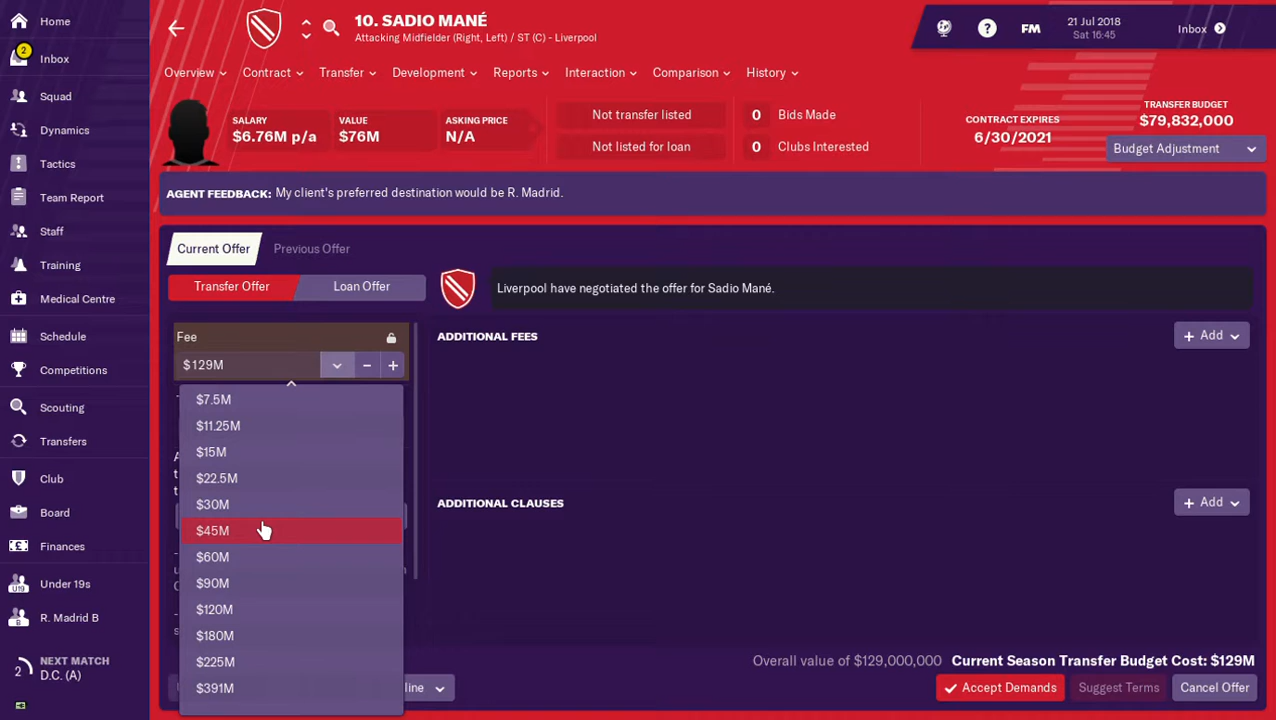 Home
2
Inbox
Squad
Dynamics
Tactics
Team Report
Staff
Training
Medical Centre
Schedule
Competitions
Scouting
Transfers
Club
Board
Finances
U19
Under 19s
R. Madrid B
2
NEXT MATCH
D.C. (A)
10. SADIO MANÉ
Attacking Midfielder (Right, Left) / ST (C) - Liverpool
?
FM
21 Jul 2018
Sat 16:45
Inbox
Overview
Contract
Transfer
Development
Reports
Interaction
Comparison
History
SALARY
$6.76M p/a
VALUE
$76M
ASKING PRICE
N/A
Not transfer listed
Not listed for loan
0 Bids Made
0 Clubs Interested
CONTRACT EXPIRES
6/30/2021
TRANSFER BUDGET
$79,832,000
Budget Adjustment
AGENT FEEDBACK: My client's preferred destination would be R. Madrid.
Current Offer
Previous Offer
Transfer Offer
Loan Offer
Liverpool have negotiated the offer for Sadio Mané.
Fee
$129M
- +
$7.5M
$11.25M
$15M
$22.5M
$30M
$45M
$60M
$90M
$120M
$180M
$225M
$391M
line
ADDITIONAL FEES
+ Add
ADDITIONAL CLAUSES
+ Add
Overall value of $129,000,000 Current Season Transfer Budget Cost: $129M
Accept Demands
Suggest Terms
Cancel Offer